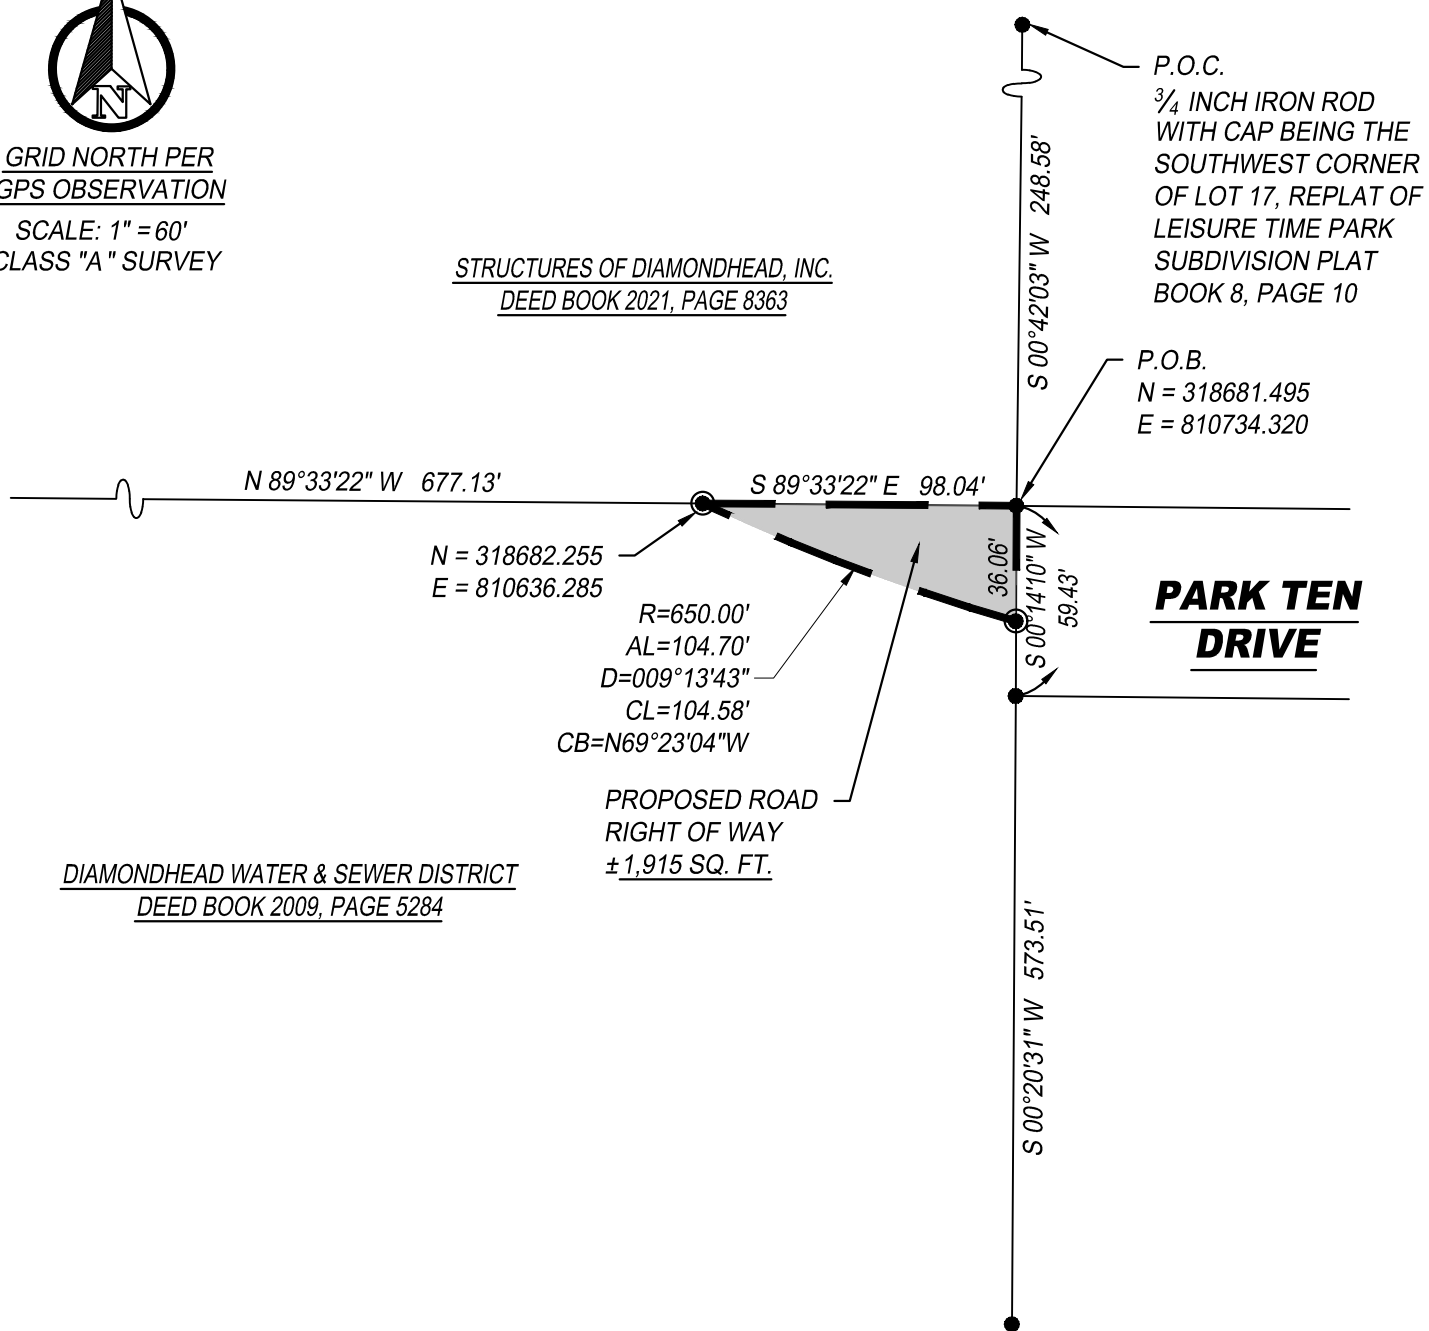 N
GRID NORTH PER
GPS OBSERVATION
SCALE: 1" = 60'
CLASS "A" SURVEY
STRUCTURES OF DIAMONDHEAD, INC.
DEED BOOK 2021, PAGE 8363
P.O.C.
3/4 INCH IRON ROD
WITH CAP BEING THE
SOUTHWEST CORNER
OF LOT 17, REPLAT OF
LEISURE TIME PARK
SUBDIVISION PLAT
BOOK 8, PAGE 10
S 00°42'03" W 248.58'
P.O.B.
N = 318681.495
E = 810734.320
N 89°33'22" W 677.13'
S 89°33'22" E 98.04'
N = 318682.255
E = 810636.285
36.06'
S 00°14'10" W
59.43'
PARK TEN
DRIVE
R=650.00'
AL=104.70'
D=009°13'43"
CL=104.58'
CB=N69°23'04"W
PROPOSED ROAD
RIGHT OF WAY
±1,915 SQ. FT.
DIAMONDHEAD WATER & SEWER DISTRICT
DEED BOOK 2009, PAGE 5284
S 00°20'31" W 573.51'